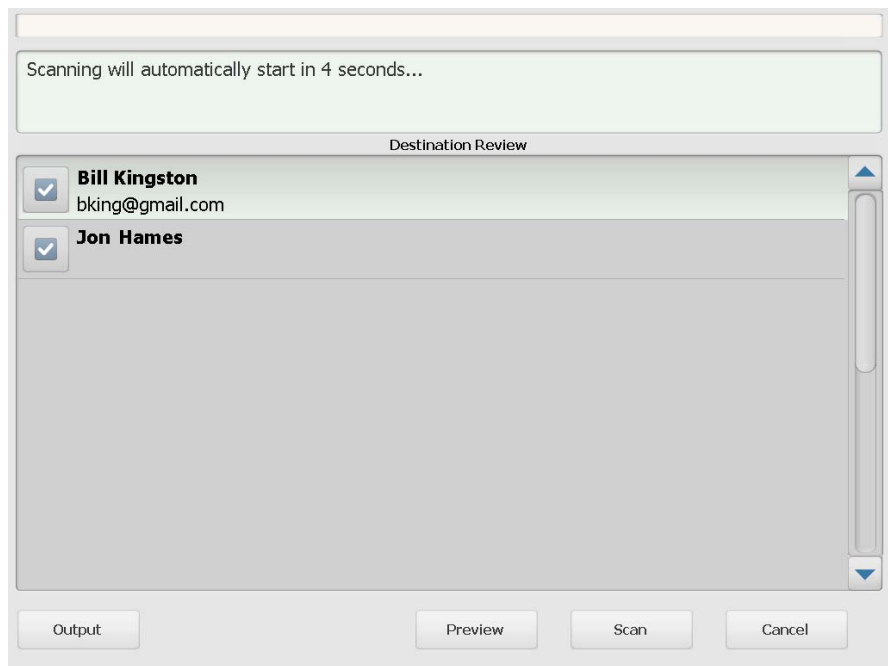 Scanning will automatically start in 4 seconds...
Destination Review
Bill Kingston
bking@gmail.com
Jon Hames
Output
Preview
Scan
Cancel